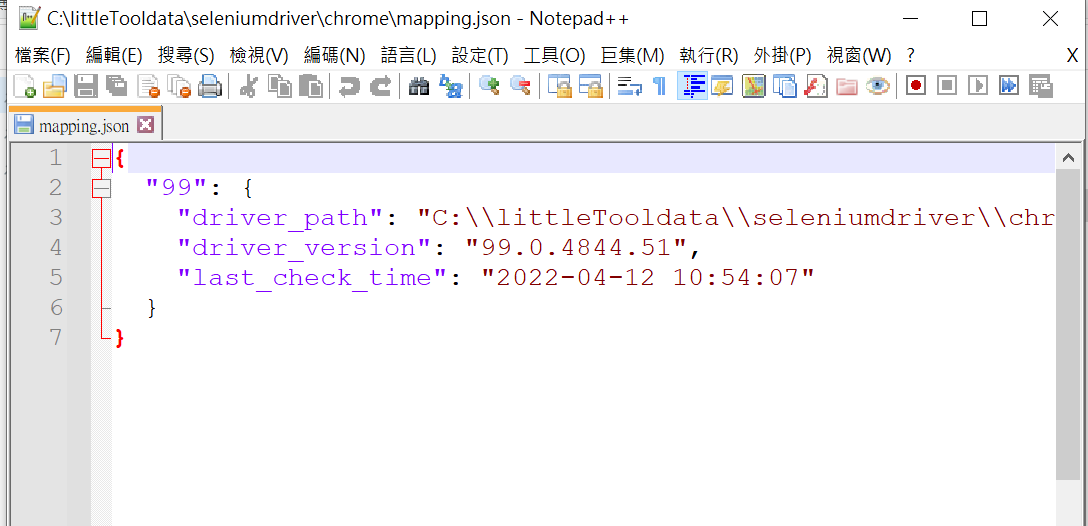 C:\littleTooldata\seleniumdriver\chrome\mapping.json - Notepad++
檔案(F) 編輯(E) 搜尋(S) 檢視(V) 編碼(N) 語言(L) 設定(T) 工具(O) 巨集(M) 執行(R) 外掛(P) 視窗(W) ? X
mapping.json
1 {
2 "99": {
3 "driver_path": "C:\\littleTooldata\\seleniumdriver\\chr
4 "driver_version": "99.0.4844.51",
5 "last_check_time": "2022-04-12 10:54:07"
6 }
7 }